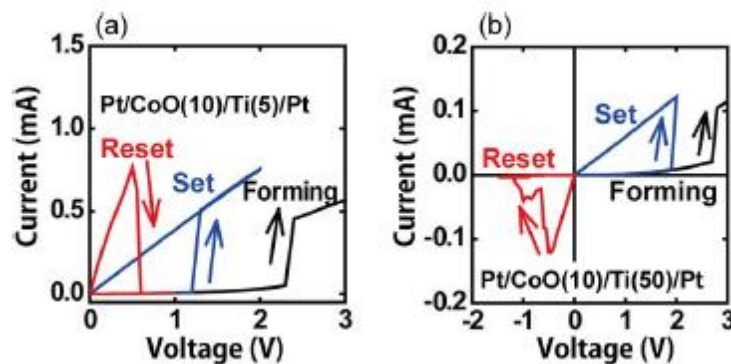 (a)
1.5
1.0
0.5
0.0
Current (mA)
Pt/CoO(10)/Ti(5)/Pt
Reset
Set
Forming
0 1 2 3
Voltage (V)
(b)
0.2
0.1
0.0
-0.1
-0.2
Current (mA)
Set
Reset
Forming
Pt/CoO(10)/Ti(50)/Pt
-2 -1 0 1 2 3
Voltage (V)